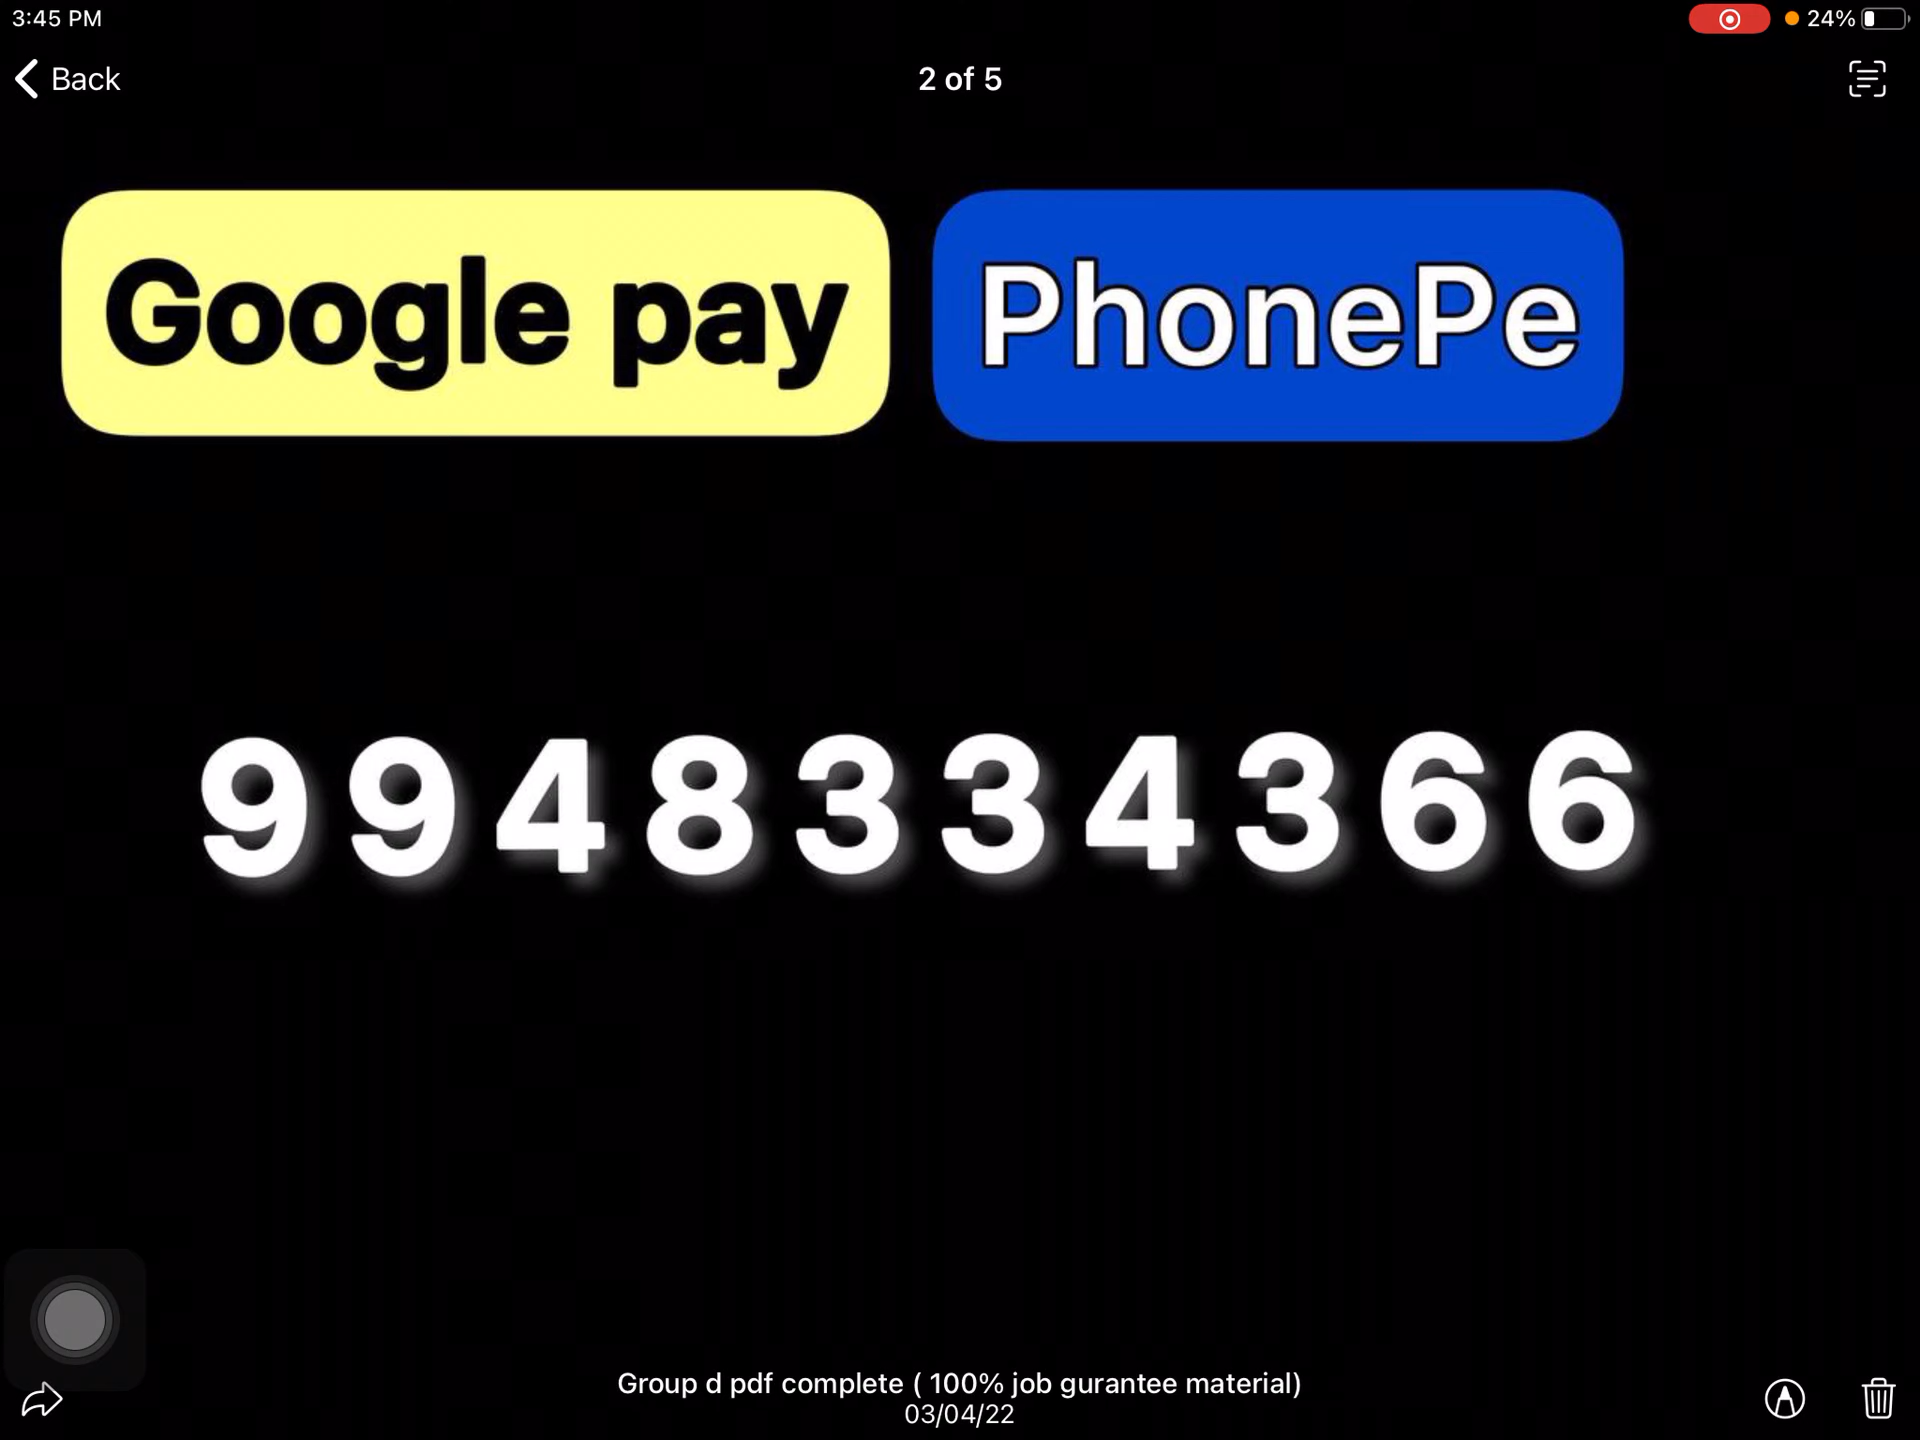 3:45 PM
24%
Back
2 of 5
Google pay
PhonePe
9948334366
Group d pdf complete ( 100% job gurantee material)
03/04/22